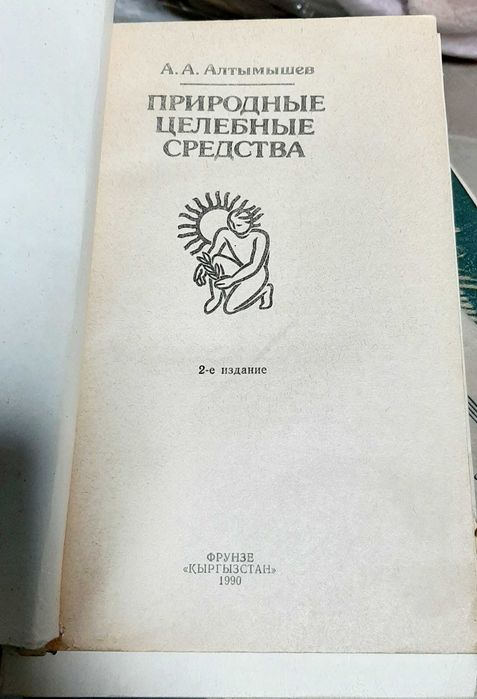 А. А. Алтымышев
ПРИРОДНЫЕ
ЦЕЛЕБНЫЕ
СРЕДСТВА
2-е издание
ФРУНЗЕ
«КЫРГЫЗСТАН»
1990